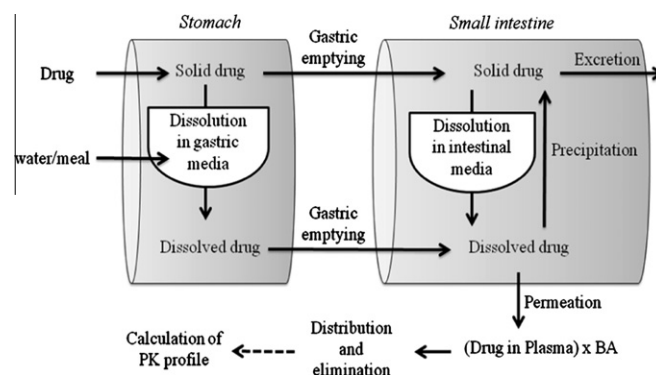 Stomach
Small intestine
Gastric
emptying
Drug
Solid drug
Solid drug
Excretion
Dissolution
in gastric
media
Dissolution
in intestinal
media
Precipitation
water/meal
Gastric
emptying
Dissolved drug
Dissolved drug
Permeation
Calculation of
PK profile
Distribution
and
elimination
(Drug in Plasma) x BA